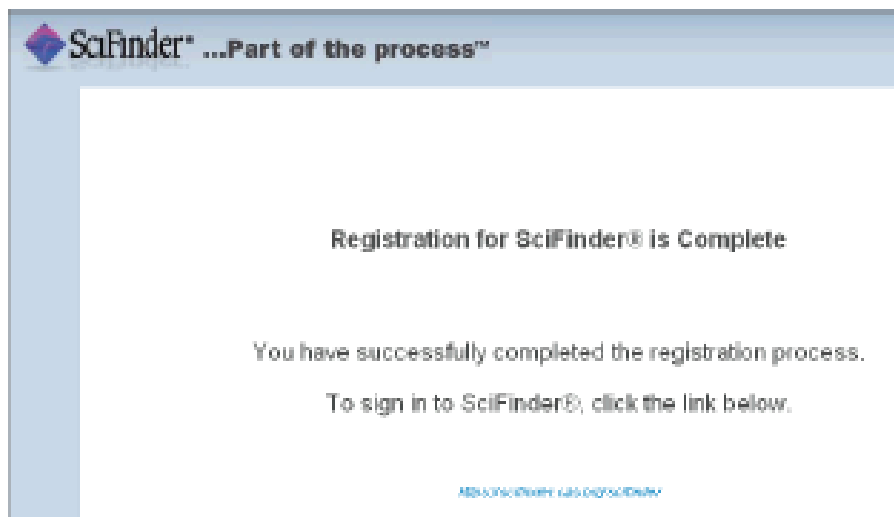 SciFinder® ...Part of the process™
Registration for SciFinder® is Complete
You have successfully completed the registration process.
To sign in to SciFinder®, click the link below.